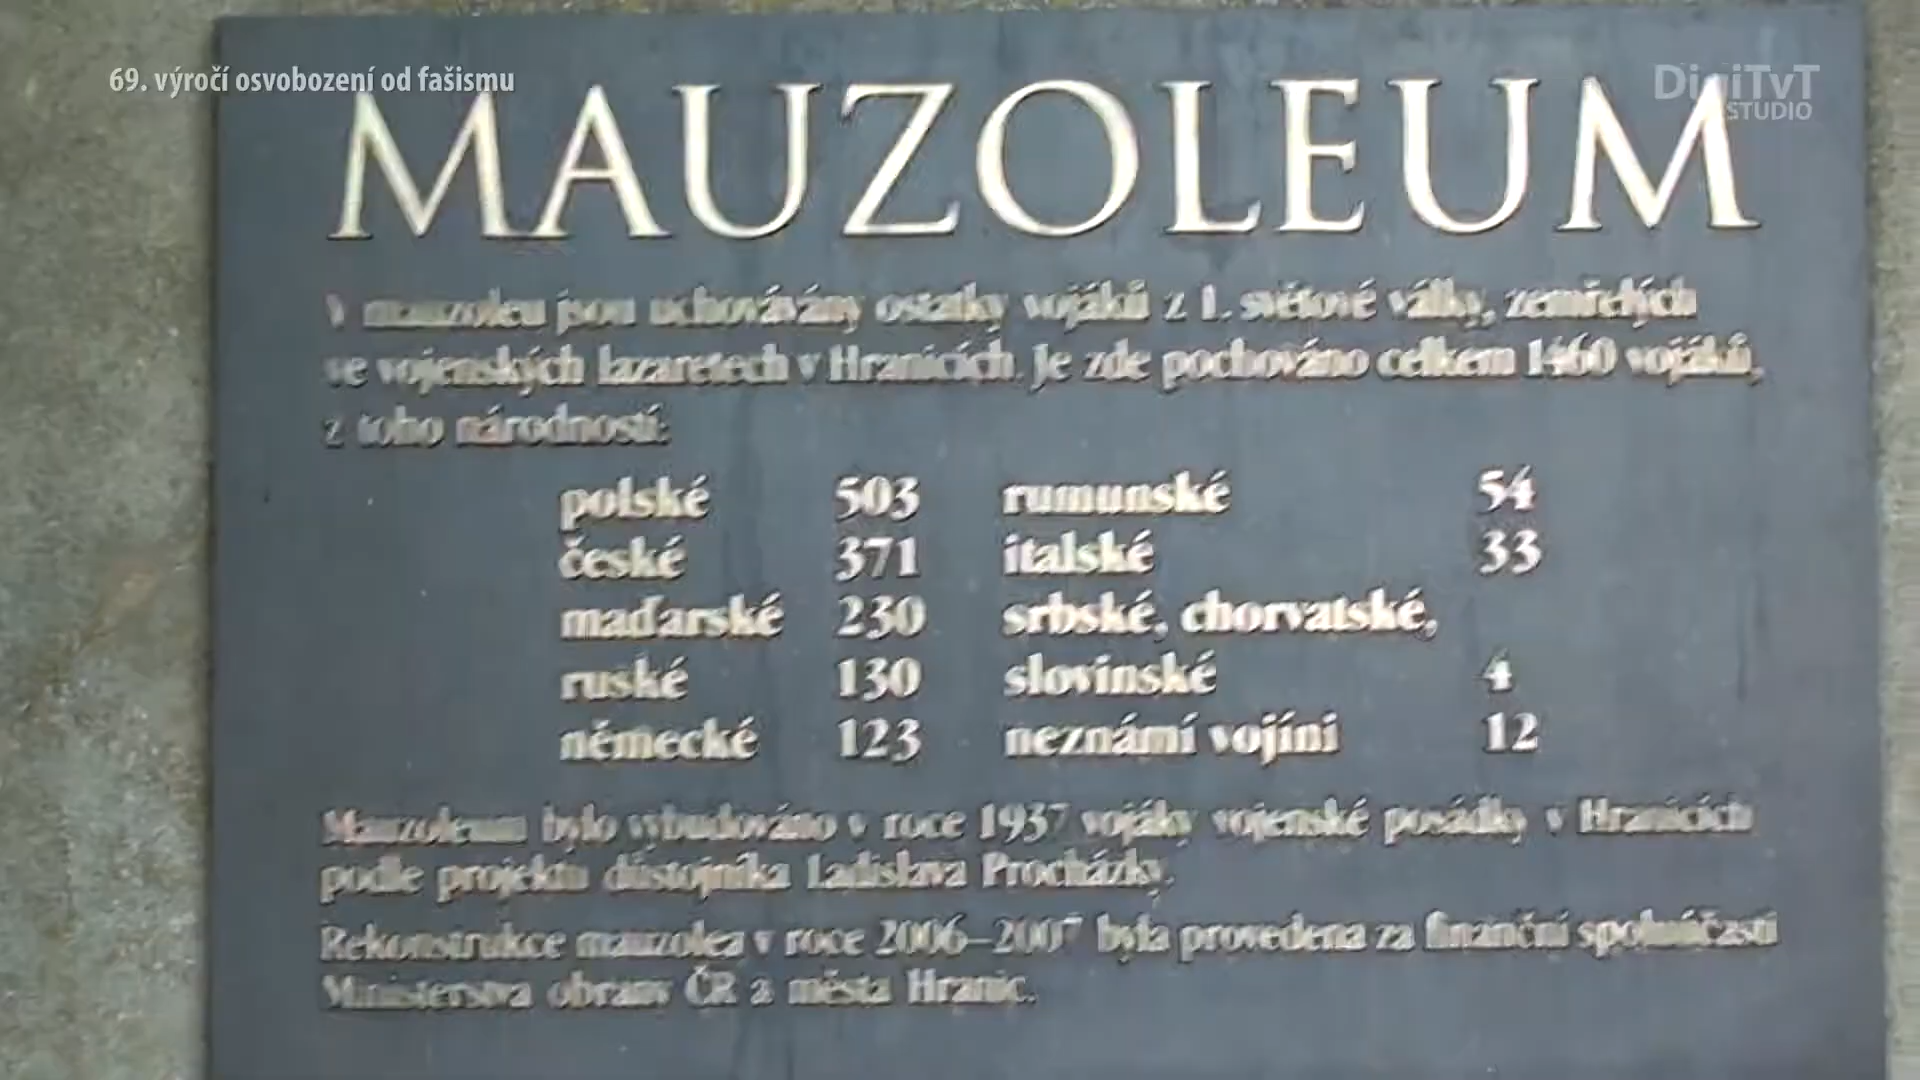 69. výročí osvobození od fašismu
DigiTvT
STUDIO
MAUZOLEUM
V mauzoleu jsou uchovávány ostatky vojáků z 1. světové války, zemřelých
ve vojenských lazaretech v Hranicích. Je zde pochováno celkem 1460 vojáků,
z toho národnosti:
polské 503 rumunské 54
české 371 italské 33
maďarské 230 srbské, chorvatské,
ruské 130 slovinské 4
německé 123 neznámí vojíni 12
Mauzoleum bylo vybudováno v roce 1937 vojáky vojenské posádky v Hranicích
podle projektu důstojníka Ladislava Procházky.
Rekonstrukce mauzolea v roce 2006–2007 byla provedena za finanční spoluúčasti
Ministerstva obrany ČR a města Hranic.